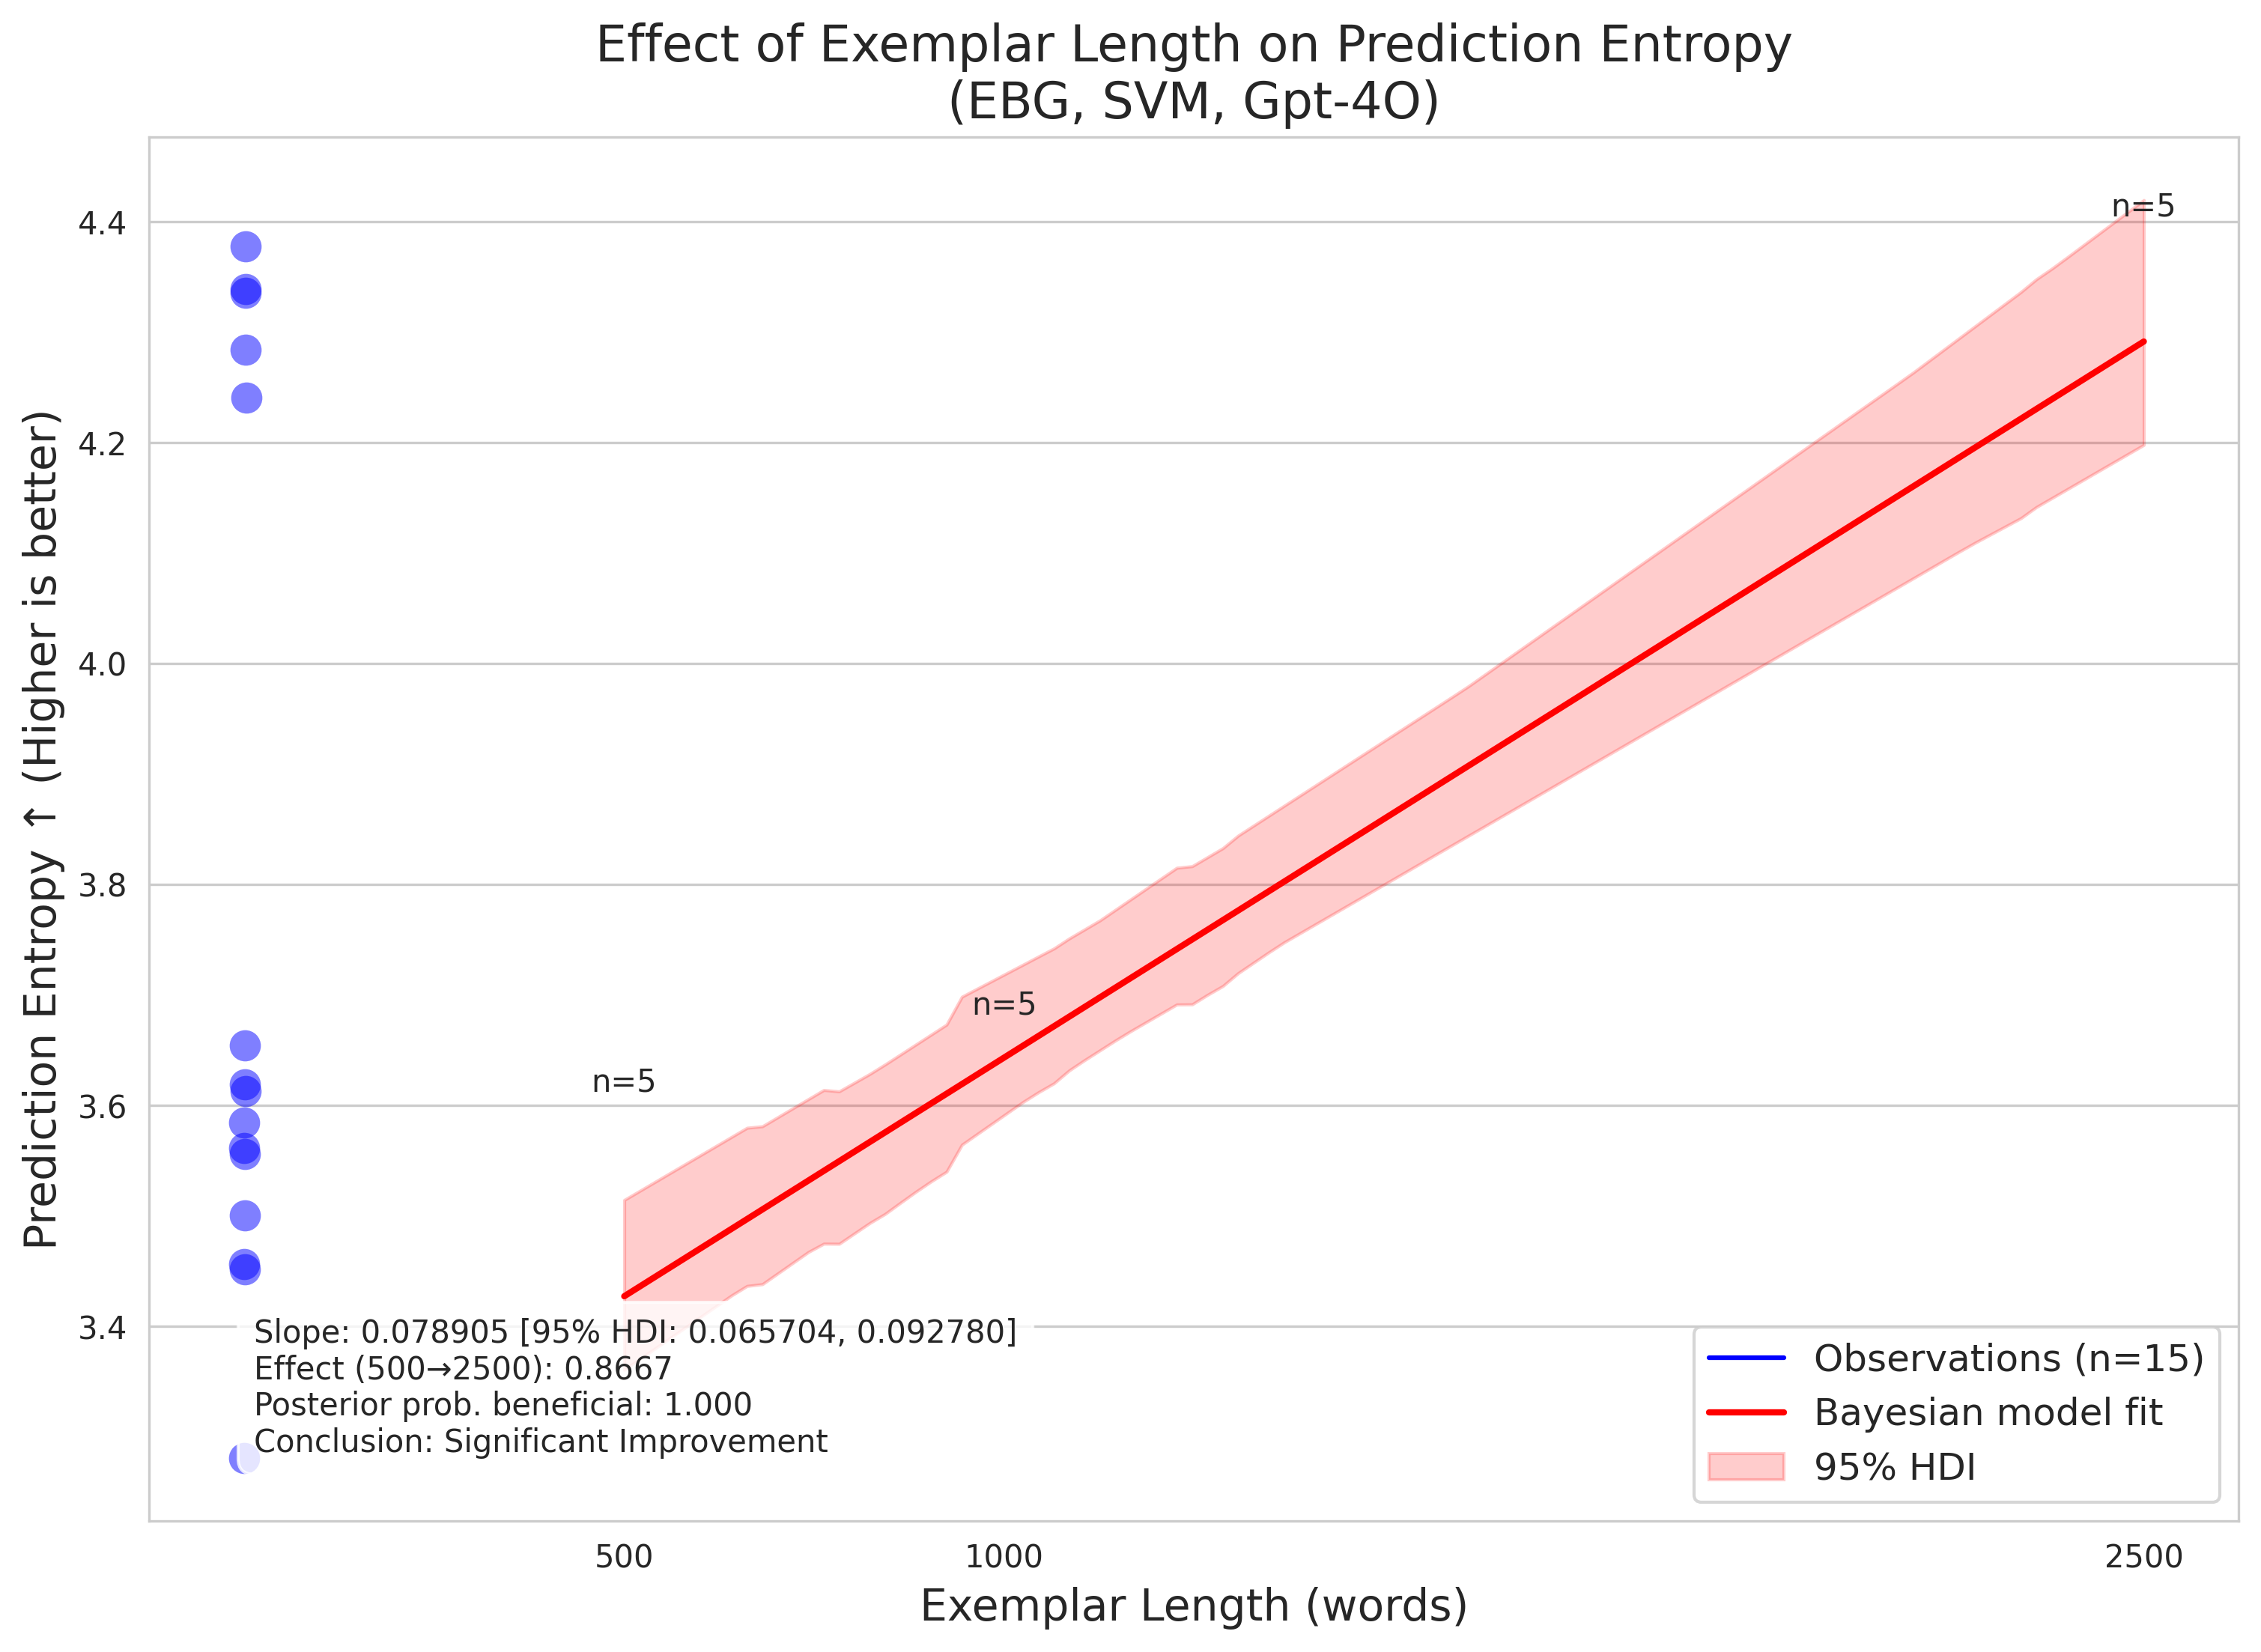 Effect of Exemplar Length on Prediction Entropy
(EBG, SVM, Gpt-4O)
Prediction Entropy ↑ (Higher is better)
4.4
4.2
4.0
3.8
3.6
3.4
n=5
n=5
n=5
Slope: 0.078905 [95% HDI: 0.065704, 0.092780]
Effect (500→2500): 0.8667
Posterior prob. beneficial: 1.000
Conclusion: Significant Improvement
Observations (n=15)
Bayesian model fit
95% HDI
500
1000
2500
Exemplar Length (words)